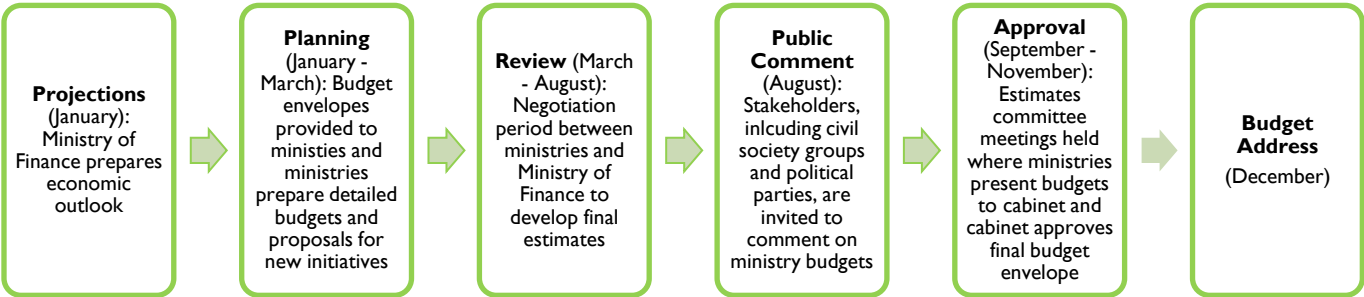 Projections
(January):
Ministry of
Finance prepares
economic
outlook
Planning
(January -
March): Budget
envelopes
provided to
ministies and
ministries
prepare detailed
budgets and
proposals for
new initiatives
Review (March
- August):
Negotiation
period between
ministries and
Ministry of
Finance to
develop final
estimates
Public
Comment
(August):
Stakeholders,
inlcuding civil
society groups
and political
parties, are
invited to
comment on
ministry budgets
Approval
(September -
November):
Estimates
committee
meetings held
where ministries
present budgets
to cabinet and
cabinet approves
final budget
envelope
Budget
Address
(December)